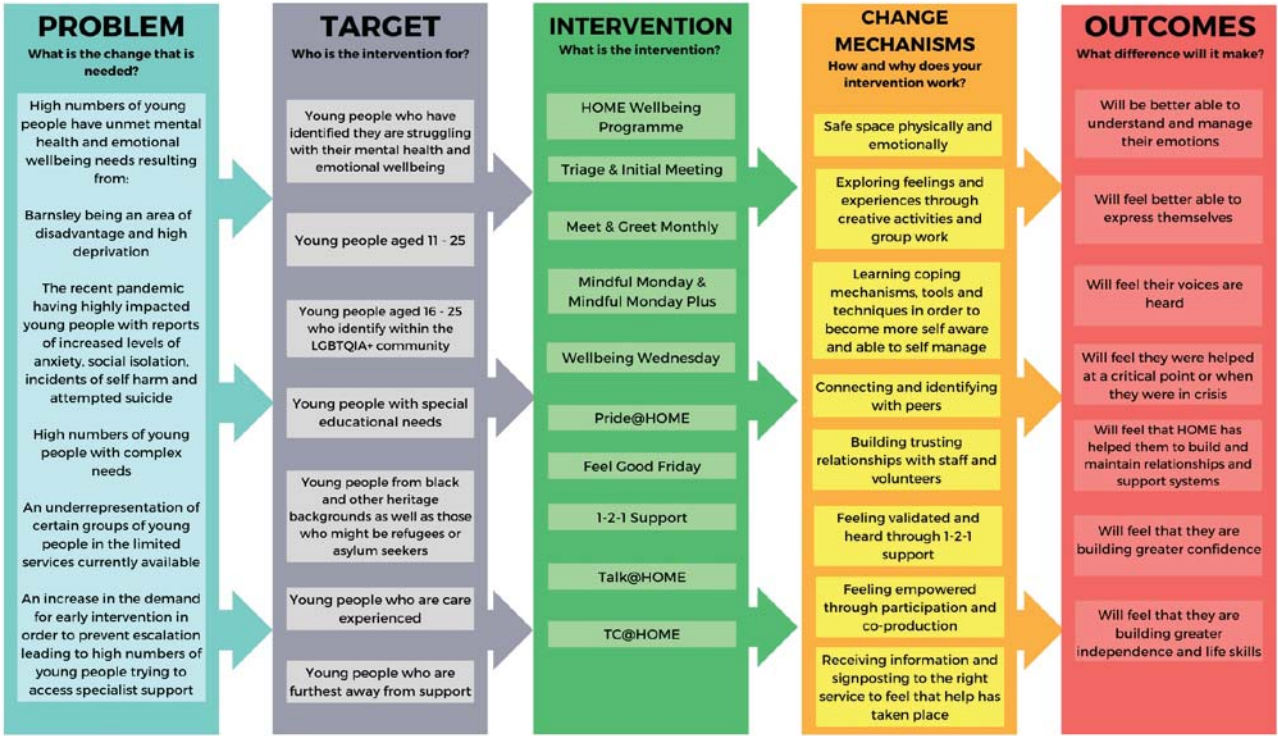 PROBLEM
What is the change that is
needed?
High numbers of young
people have unmet mental
health and emotional
wellbeing needs resulting
from:
Barnsley being an area of
disadvantage and high
deprivation
The recent pandemic
having highly impacted
young people with reports
of increased levels of
anxiety, social isolation,
incidents of self harm and
attempted suicide
High numbers of young
people with complex
needs
An underrepresentation of
certain groups of young
people in the limited
services currently available
An increase in the demand
for early intervention in
order to prevent escalation
leading to high numbers of
young people trying to
access specialist support
TARGET
Who is the intervention for?
Young people who have
identified they are struggling
with their mental health and
emotional wellbeing
Young people aged 11 - 25
Young people aged 16 - 25
who identify within the
LGBTQIA+ community
Young people with special
educational needs
Young people from black
and other heritage
backgrounds as well as those
who might be refugees or
asylum seekers
Young people who are care
experienced
Young people who are
furthest away from support
INTERVENTION
What is the intervention?
HOME Wellbeing
Programme
Triage & Initial Meeting
Meet & Greet Monthly
Mindful Monday &
Mindful Monday Plus
Wellbeing Wednesday
Pride@HOME
Feel Good Friday
1-2-1 Support
Talk@HOME
TC@HOME
CHANGE
MECHANISMS
How and why does your
intervention work?
Safe space physically and
emotionally
Exploring feelings and
experiences through
creative activities and
group work
Learning coping
mechanisms, tools and
techniques in order to
become more self aware
and able to self manage
Connecting and identifying
with peers
Building trusting
relationships with staff and
volunteers
Feeling validated and
heard through 1-2-1
support
Feeling empowered
through participation and
co-production
Receiving information and
signposting to the right
service to feel that help has
taken place
OUTCOMES
What difference will it make?
Will be better able to
understand and manage
their emotions
Will feel better able to
express themselves
Will feel their voices are
heard
Will feel they were helped
at a critical point or when
they were in crisis
Will feel that HOME has
helped them to build and
maintain relationships and
support systems
Will feel that they are
building greater confidence
Will feel that they are
building greater
independence and life skills